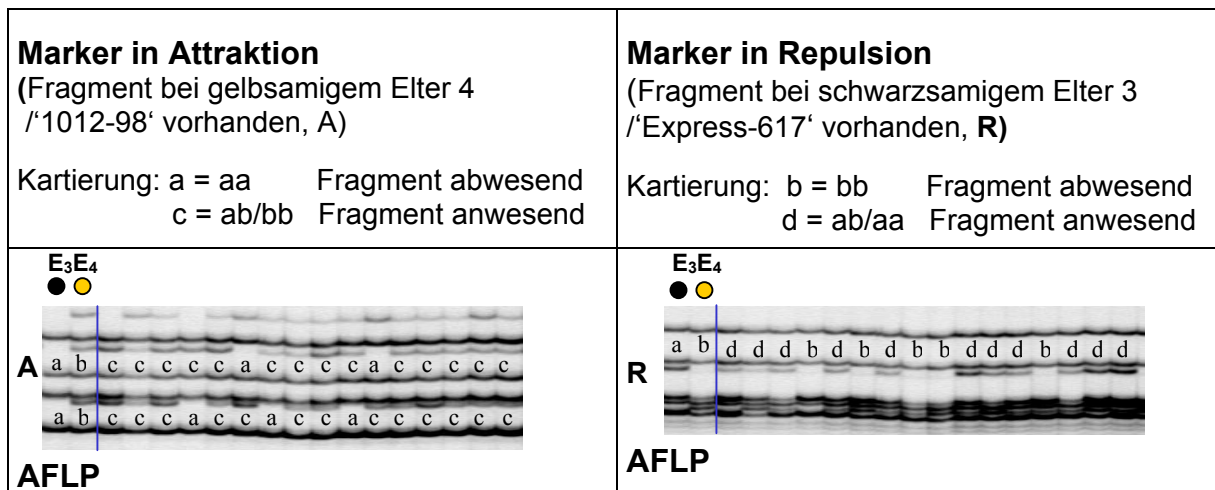 Marker in Attraktion
(Fragment bei gelbsamigem Elter 4
/‘1012-98‘ vorhanden, A)
Kartierung: a = aa Fragment abwesend
c = ab/bb Fragment anwesend
Marker in Repulsion
(Fragment bei schwarzsamigem Elter 3
/‘Express-617‘ vorhanden, R)
Kartierung: b = bb Fragment abwesend
d = ab/aa Fragment anwesend
E₃E₄
A
a b c c c c c a c c c c a c c c c c
a b c c c a c c a c c a c c c c c c
AFLP
E₃E₄
a b d d d b d b d b b d d d b d d d
R
AFLP